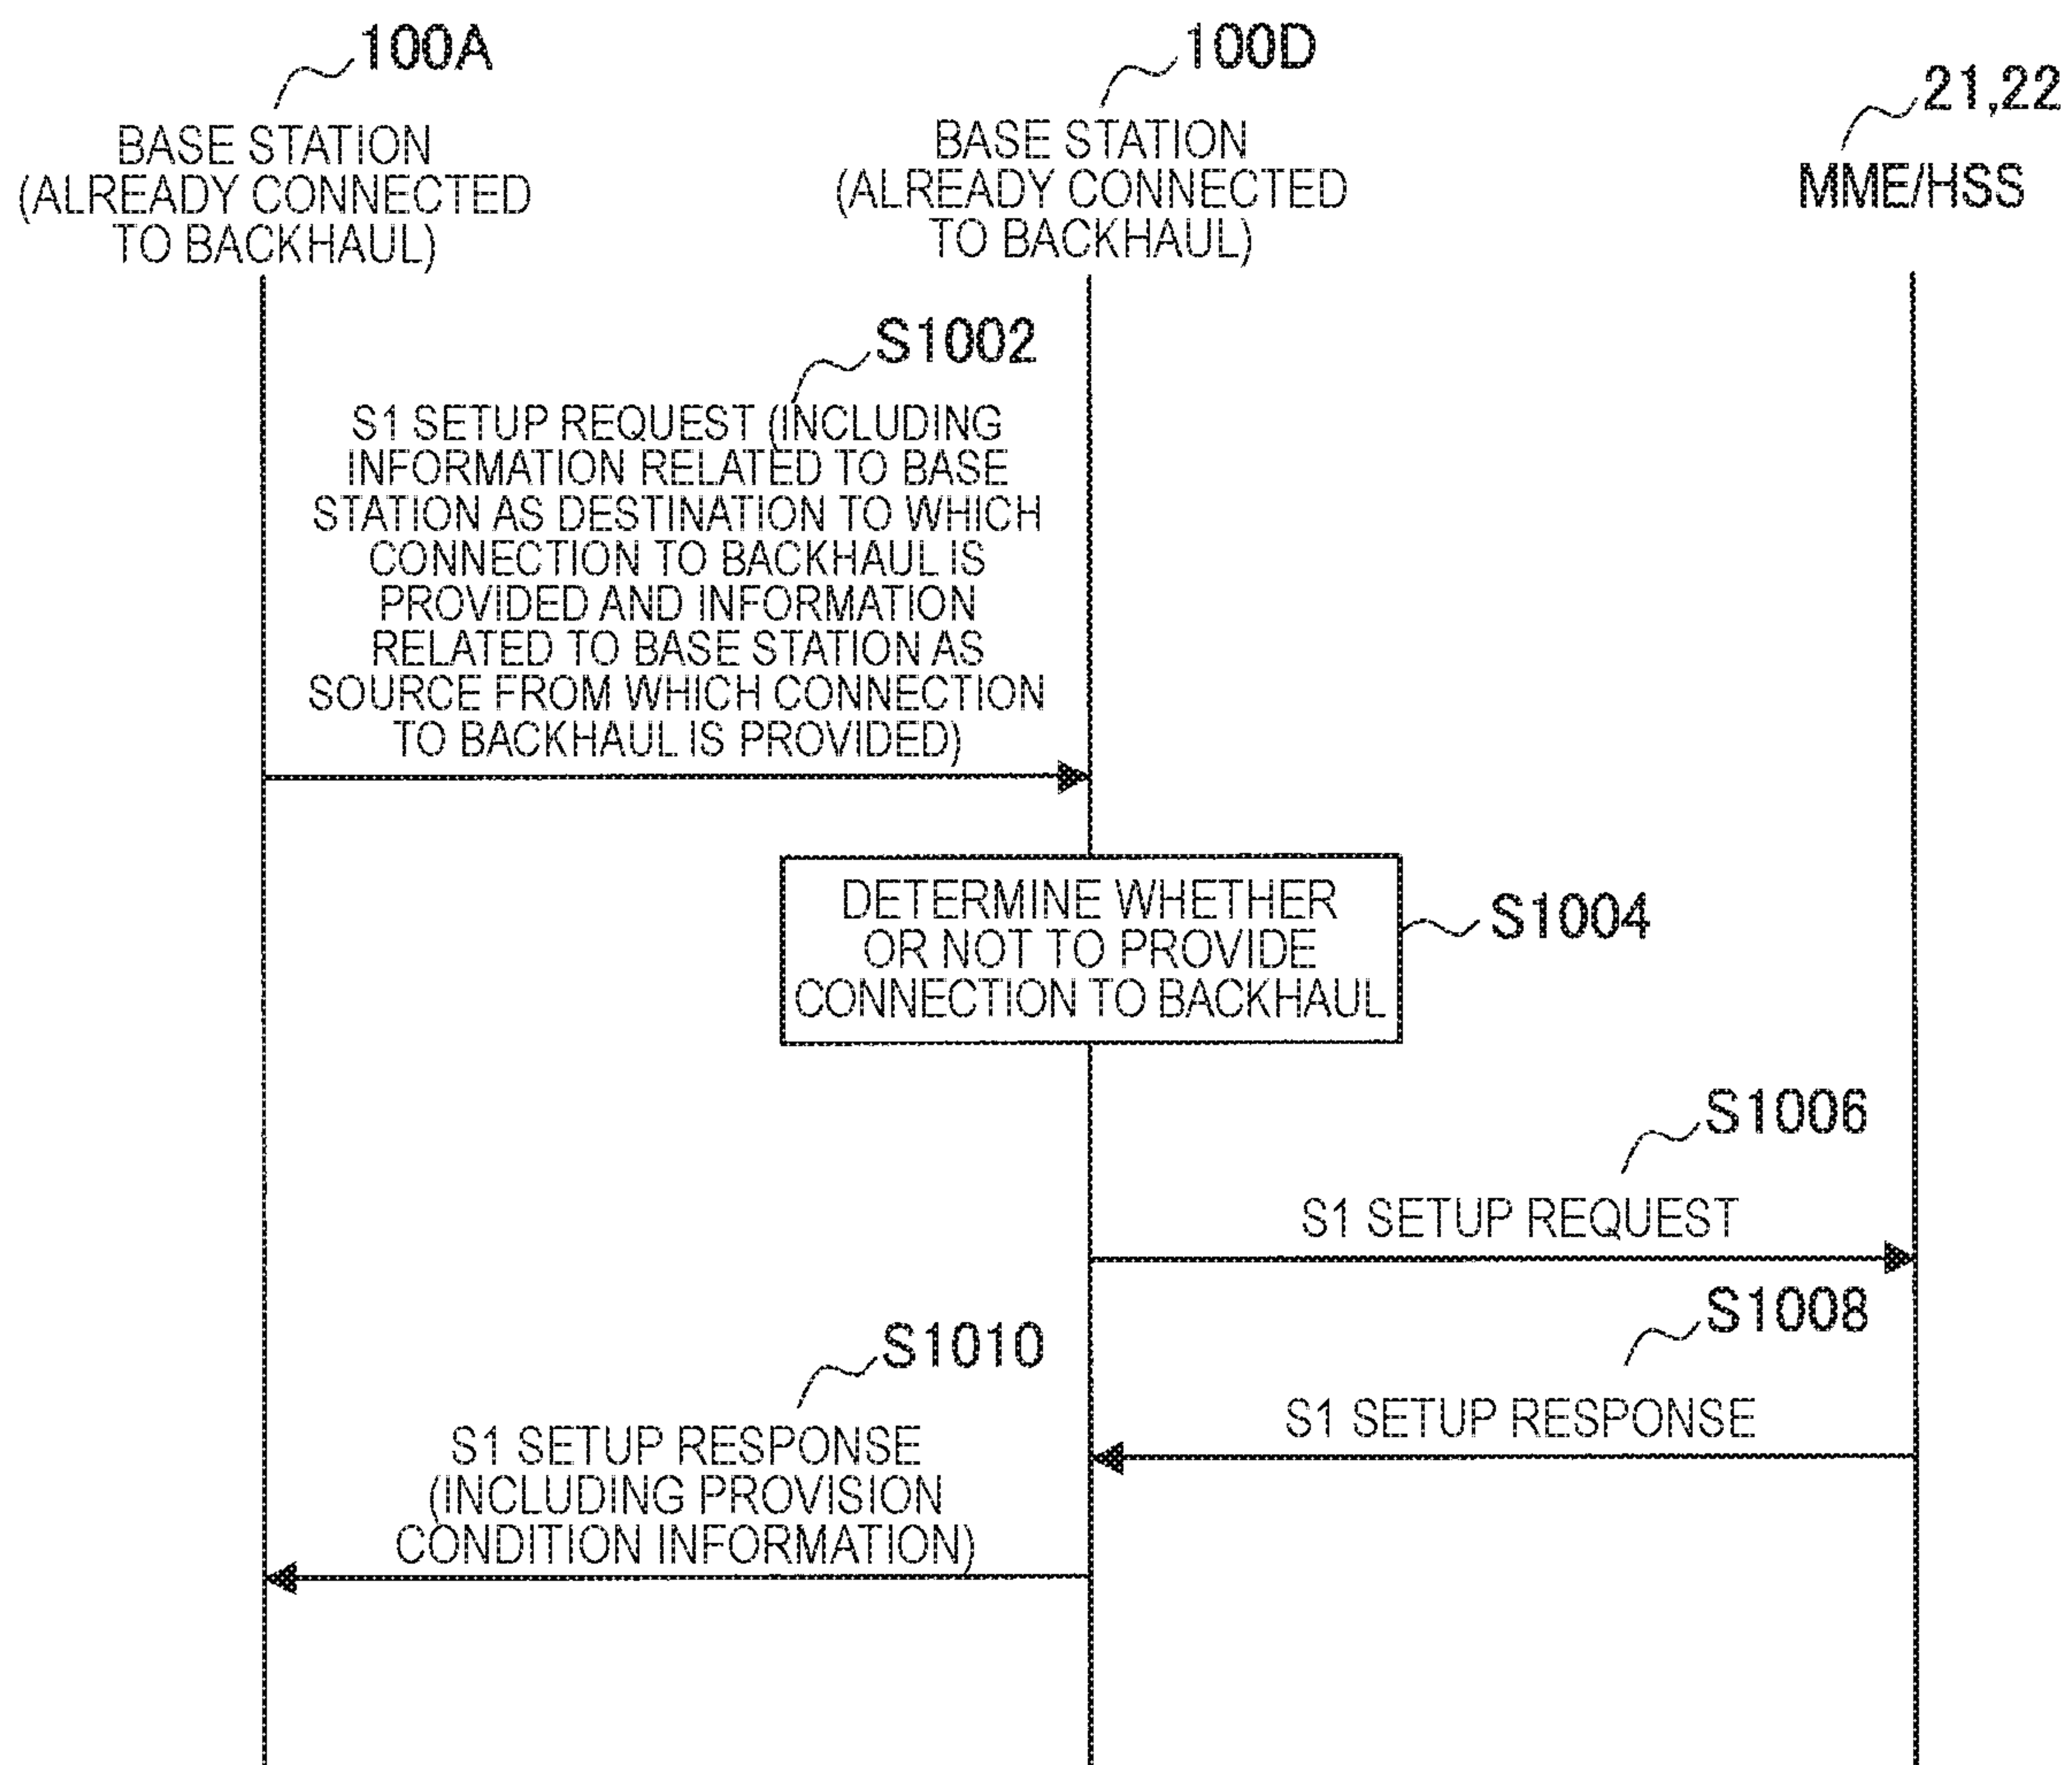 100A
BASE STATION
(ALREADY CONNECTED
TO BACKHAUL)
100D
BASE STATION
(ALREADY CONNECTED
TO BACKHAUL)
21,22
MME/HSS
S1002
S1 SETUP REQUEST (INCLUDING
INFORMATION RELATED TO BASE
STATION AS DESTINATION TO WHICH
CONNECTION TO BACKHAUL IS
PROVIDED AND INFORMATION
RELATED TO BASE STATION AS
SOURCE FROM WHICH CONNECTION
TO BACKHAUL IS PROVIDED)
DETERMINE WHETHER
OR NOT TO PROVIDE
CONNECTION TO BACKHAUL
S1004
S1006
S1 SETUP REQUEST
S1008
S1 SETUP RESPONSE
S1010
S1 SETUP RESPONSE
(INCLUDING PROVISION
CONDITION INFORMATION)